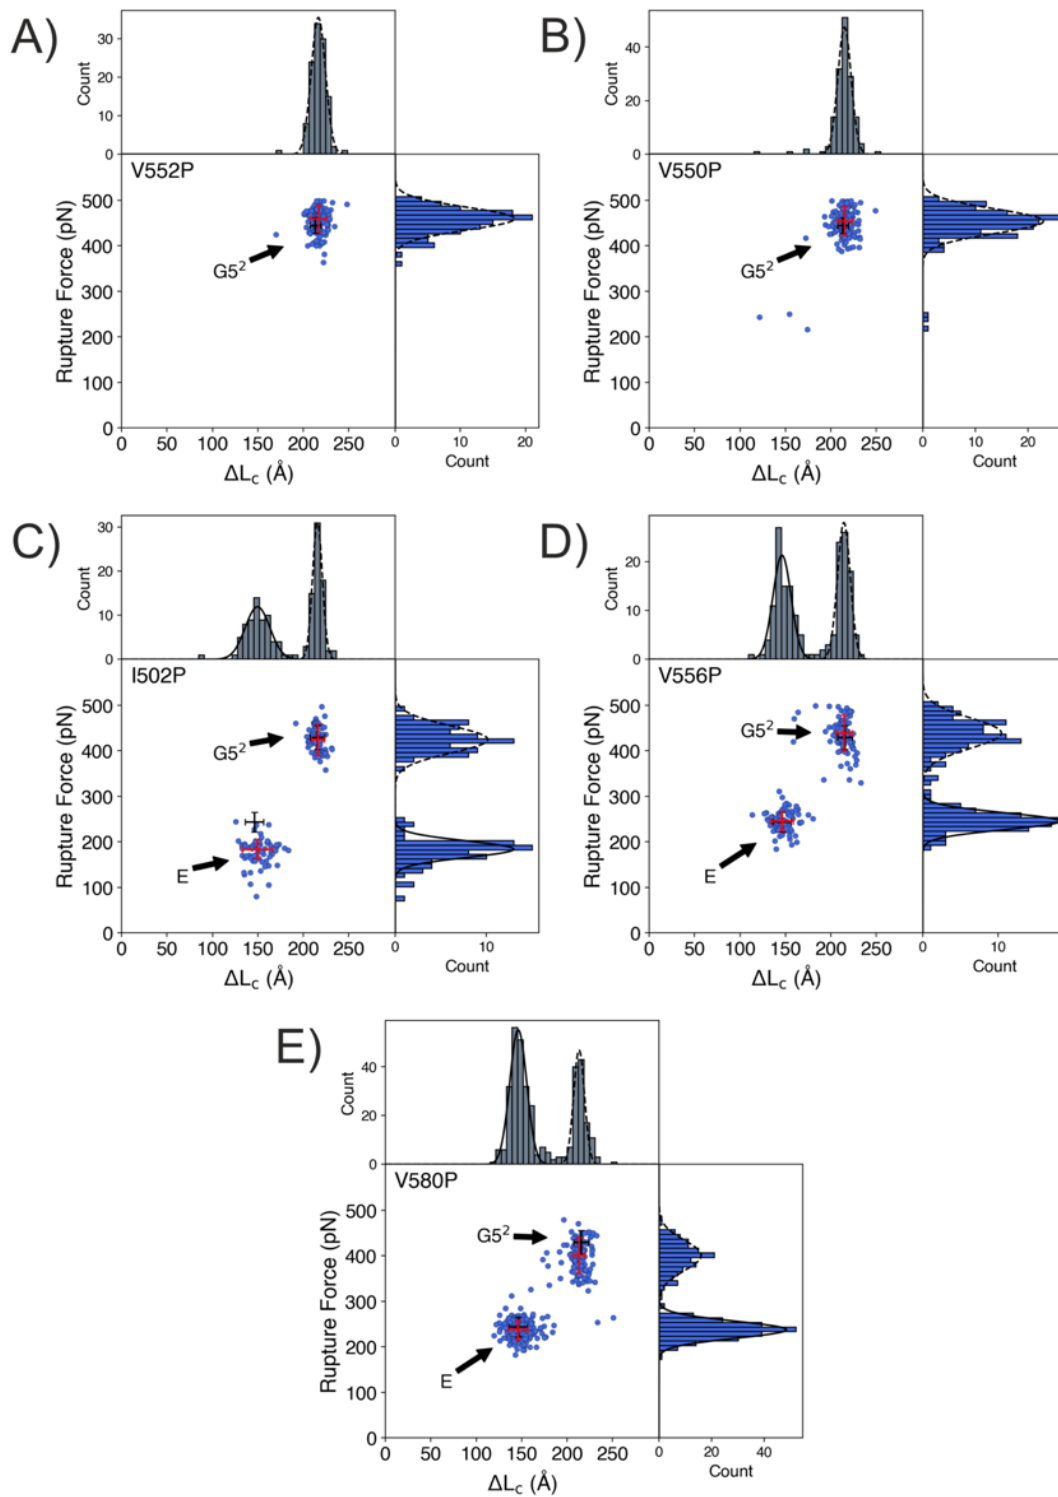 A)
30
20
10
0
Count
V552P
500
400
300
200
100
0
Rupture Force (pN)
G5²
0 50 100 150 200 250
ΔLc (Å)
0 10 20
Count
B)
40
20
0
Count
V550P
500
400
300
200
100
0
Rupture Force (pN)
G5²
0 50 100 150 200 250
ΔLc (Å)
0 10 20
Count
C)
30
20
10
0
Count
I502P
500
400
300
200
100
0
Rupture Force (pN)
G5²
E
0 50 100 150 200 250
ΔLc (Å)
0 10
Count
D)
20
10
0
Count
V556P
500
400
300
200
100
0
Rupture Force (pN)
G5²
E
0 50 100 150 200 250
ΔLc (Å)
0 10
Count
E)
40
20
0
Count
V580P
500
400
300
200
100
0
Rupture Force (pN)
G5²
E
0 50 100 150 200 250
ΔLc (Å)
0 20 40
Count